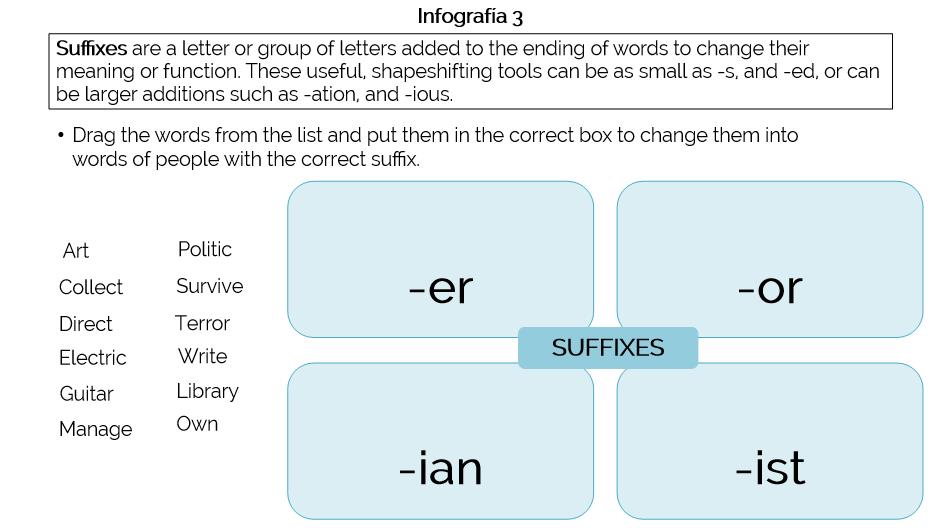 Infografía 3
Suffixes are a letter or group of letters added to the ending of words to change their
meaning or function. These useful, shapeshifting tools can be as small as -s, and -ed, or can
be larger additions such as -ation, and -ious.
• Drag the words from the list and put them in the correct box to change them into
words of people with the correct suffix.
Art
Collect
Direct
Electric
Guitar
Manage
Politic
Survive
Terror
Write
Library
Own
-er
-or
SUFFIXES
-ian
-ist